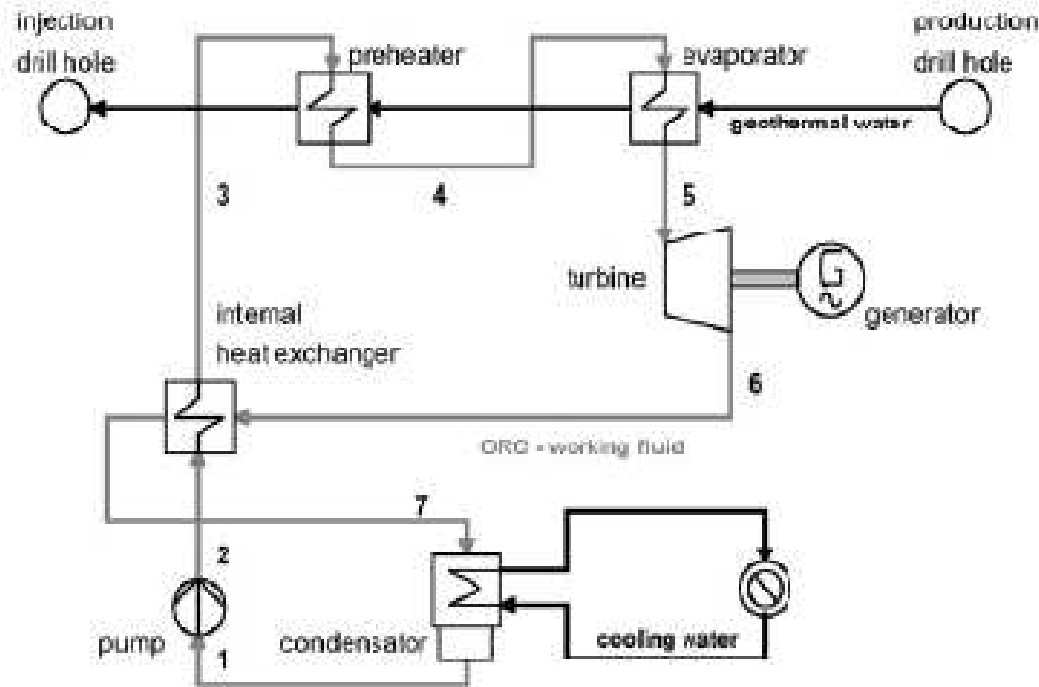 injection
drill hole
production
drill hole
preheater
evaporator
geothermal water
3
4
5
turbine
G
generator
internal
heat exchanger
6
ORC - working fluid
7
2
pump
1
condensator
cooling water